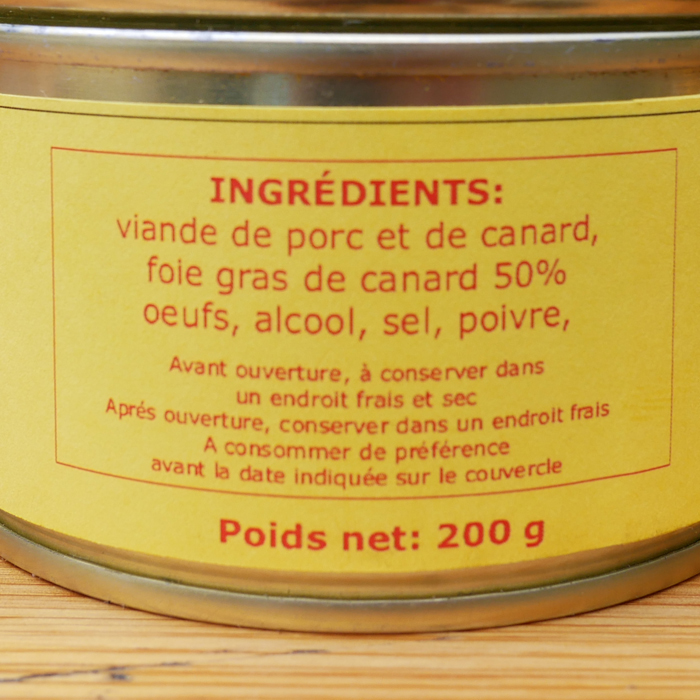 INGRÉDIENTS:
viande de porc et de canard,
foie gras de canard 50%
oeufs, alcool, sel, poivre,
Avant ouverture, à conserver dans
un endroit frais et sec
Aprés ouverture, conserver dans un endroit frais
A consommer de préférence
avant la date indiquée sur le couvercle
Poids net: 200 g